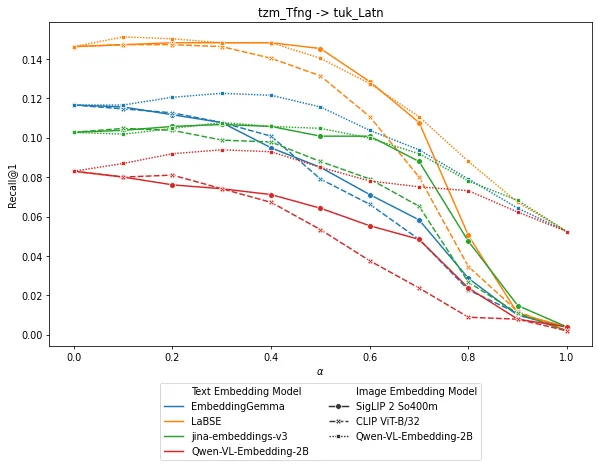 tzm_Tfng -> tuk_Latn
Recall@1
0.14
0.12
0.10
0.08
0.06
0.04
0.02
0.00
0.0 0.2 0.4 0.6 0.8 1.0
α
Text Embedding Model Image Embedding Model
EmbeddingGemma SigLIP 2 So400m
LaBSE CLIP ViT-B/32
jina-embeddings-v3 Qwen-VL-Embedding-2B
Qwen-VL-Embedding-2B